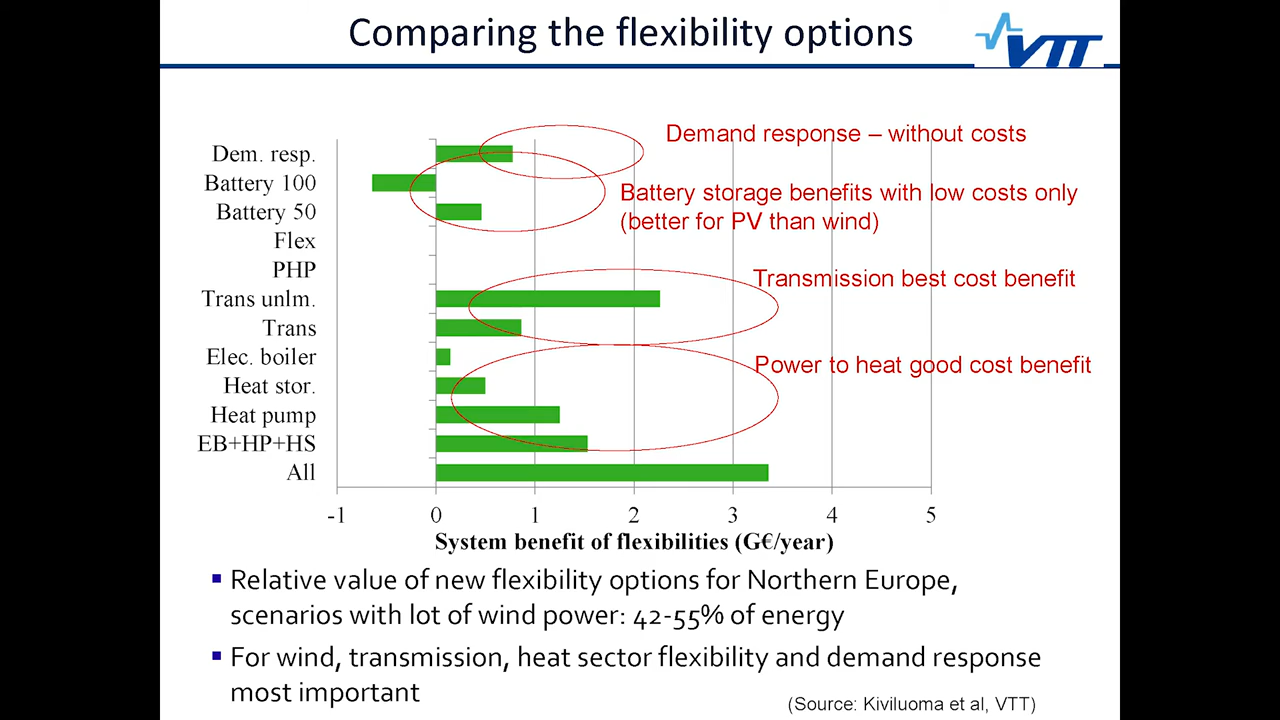 Comparing the flexibility options
VTT
Demand response – without costs
Dem. resp.
Battery 100
Battery storage benefits with low costs only
Battery 50
(better for PV than wind)
Flex
PHP
Transmission best cost benefit
Trans unlm.
Trans
Elec. boiler
Power to heat good cost benefit
Heat stor.
Heat pump
EB+HP+HS
All
-1 0 1 2 3 4 5
System benefit of flexibilities (G€/year)
▪ Relative value of new flexibility options for Northern Europe,
scenarios with lot of wind power: 42-55% of energy
▪ For wind, transmission, heat sector flexibility and demand response
most important
(Source: Kiviluoma et al, VTT)